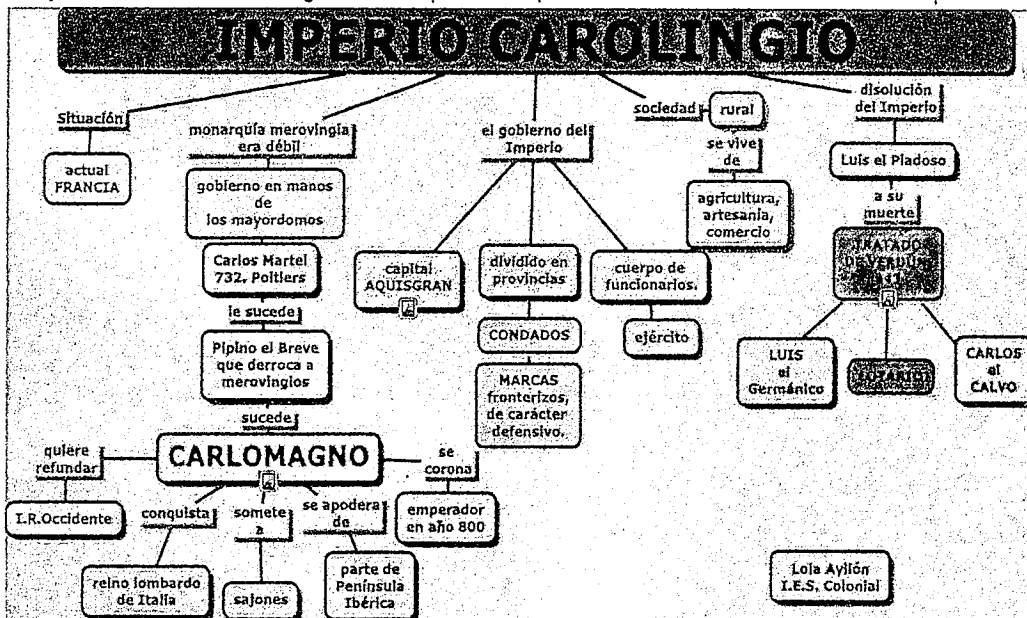 IMPERIO CAROLINGIO
Situación
actual
FRANCIA
monarquía merovingia
era débil
gobierno en manos
de
los mayordomos
Carlos Martel
732, Poitiers
le sucede
Pipino el Breve
que derroca a
merovingios
sucede
CARLOMAGNO
quiere
refundar
I.R.Occidente
conquista
reino lombardo
de Italia
somete
a
sajones
se apodera
de
parte de
Península
Ibérica
se
corona
emperador
en año 800
el gobierno del
Imperio
capital
AQUISGRAN
dividido en
provincias
CONDADOS
MARCAS
fronterizos,
de carácter
defensivo.
cuerpo de
funcionarios.
ejército
sociedad
rural
se vive
de
agricultura,
artesanía,
comercio
disolución
del Imperio
Luis el Piadoso
a su
muerte
TRATADO
DE VERDÚN
LUIS
el
Germánico
LOTARIO
CARLOS
el
CALVO
Lola Ayllón
I.E.S. Colonial